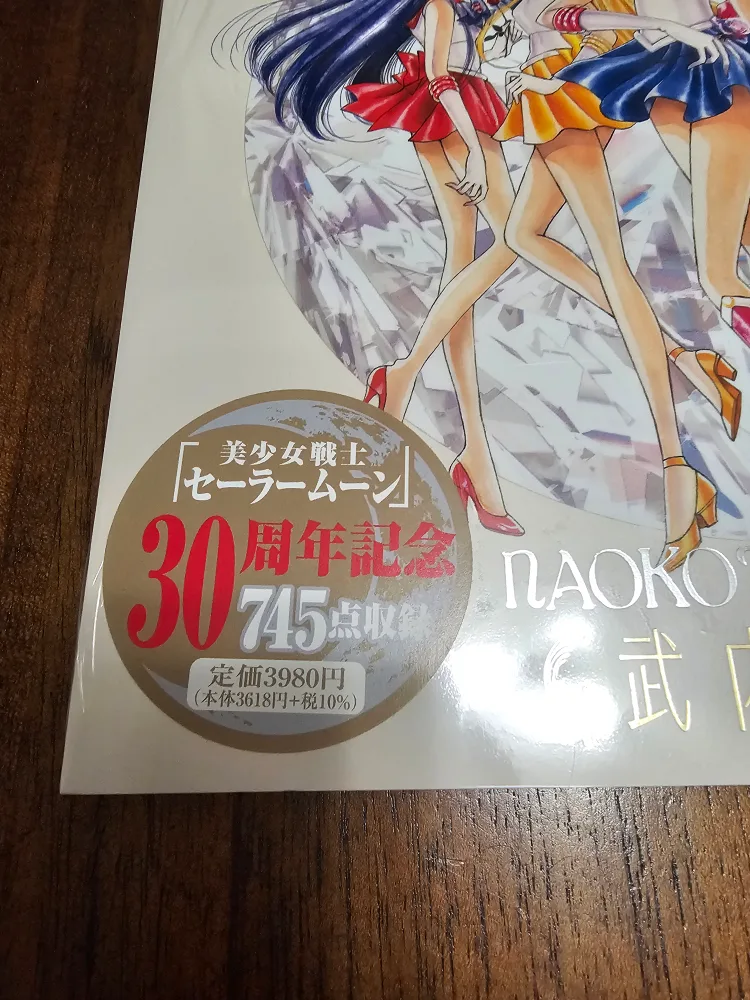 美少女戦士
「セーラームーン」
30周年記念
745点収録
定価3980円
(本体3618円+税10%)
NAOKO
武内